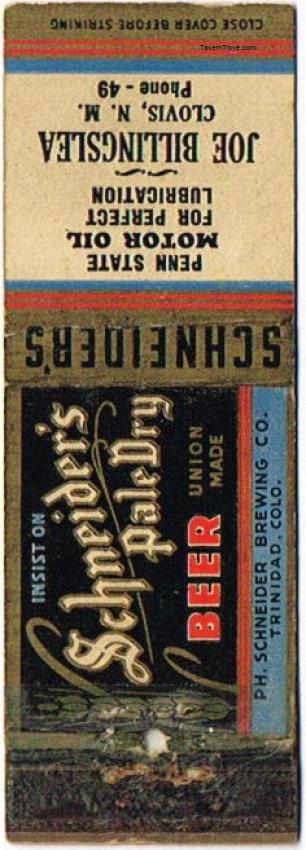 CLOSE COVER BEFORE STRIKING
TavernTrove.com
PENN STATE
MOTOR OIL
FOR PERFECT
LUBRICATION
JOE BILLINGSLEA
CLOVIS, N. M.
Phone - 49
SCHNEIDER'S
INSIST ON
Schneider's
Pale Dry
BEER
UNION
MADE
PH. SCHNEIDER BREWING CO.
TRINIDAD, COLO.